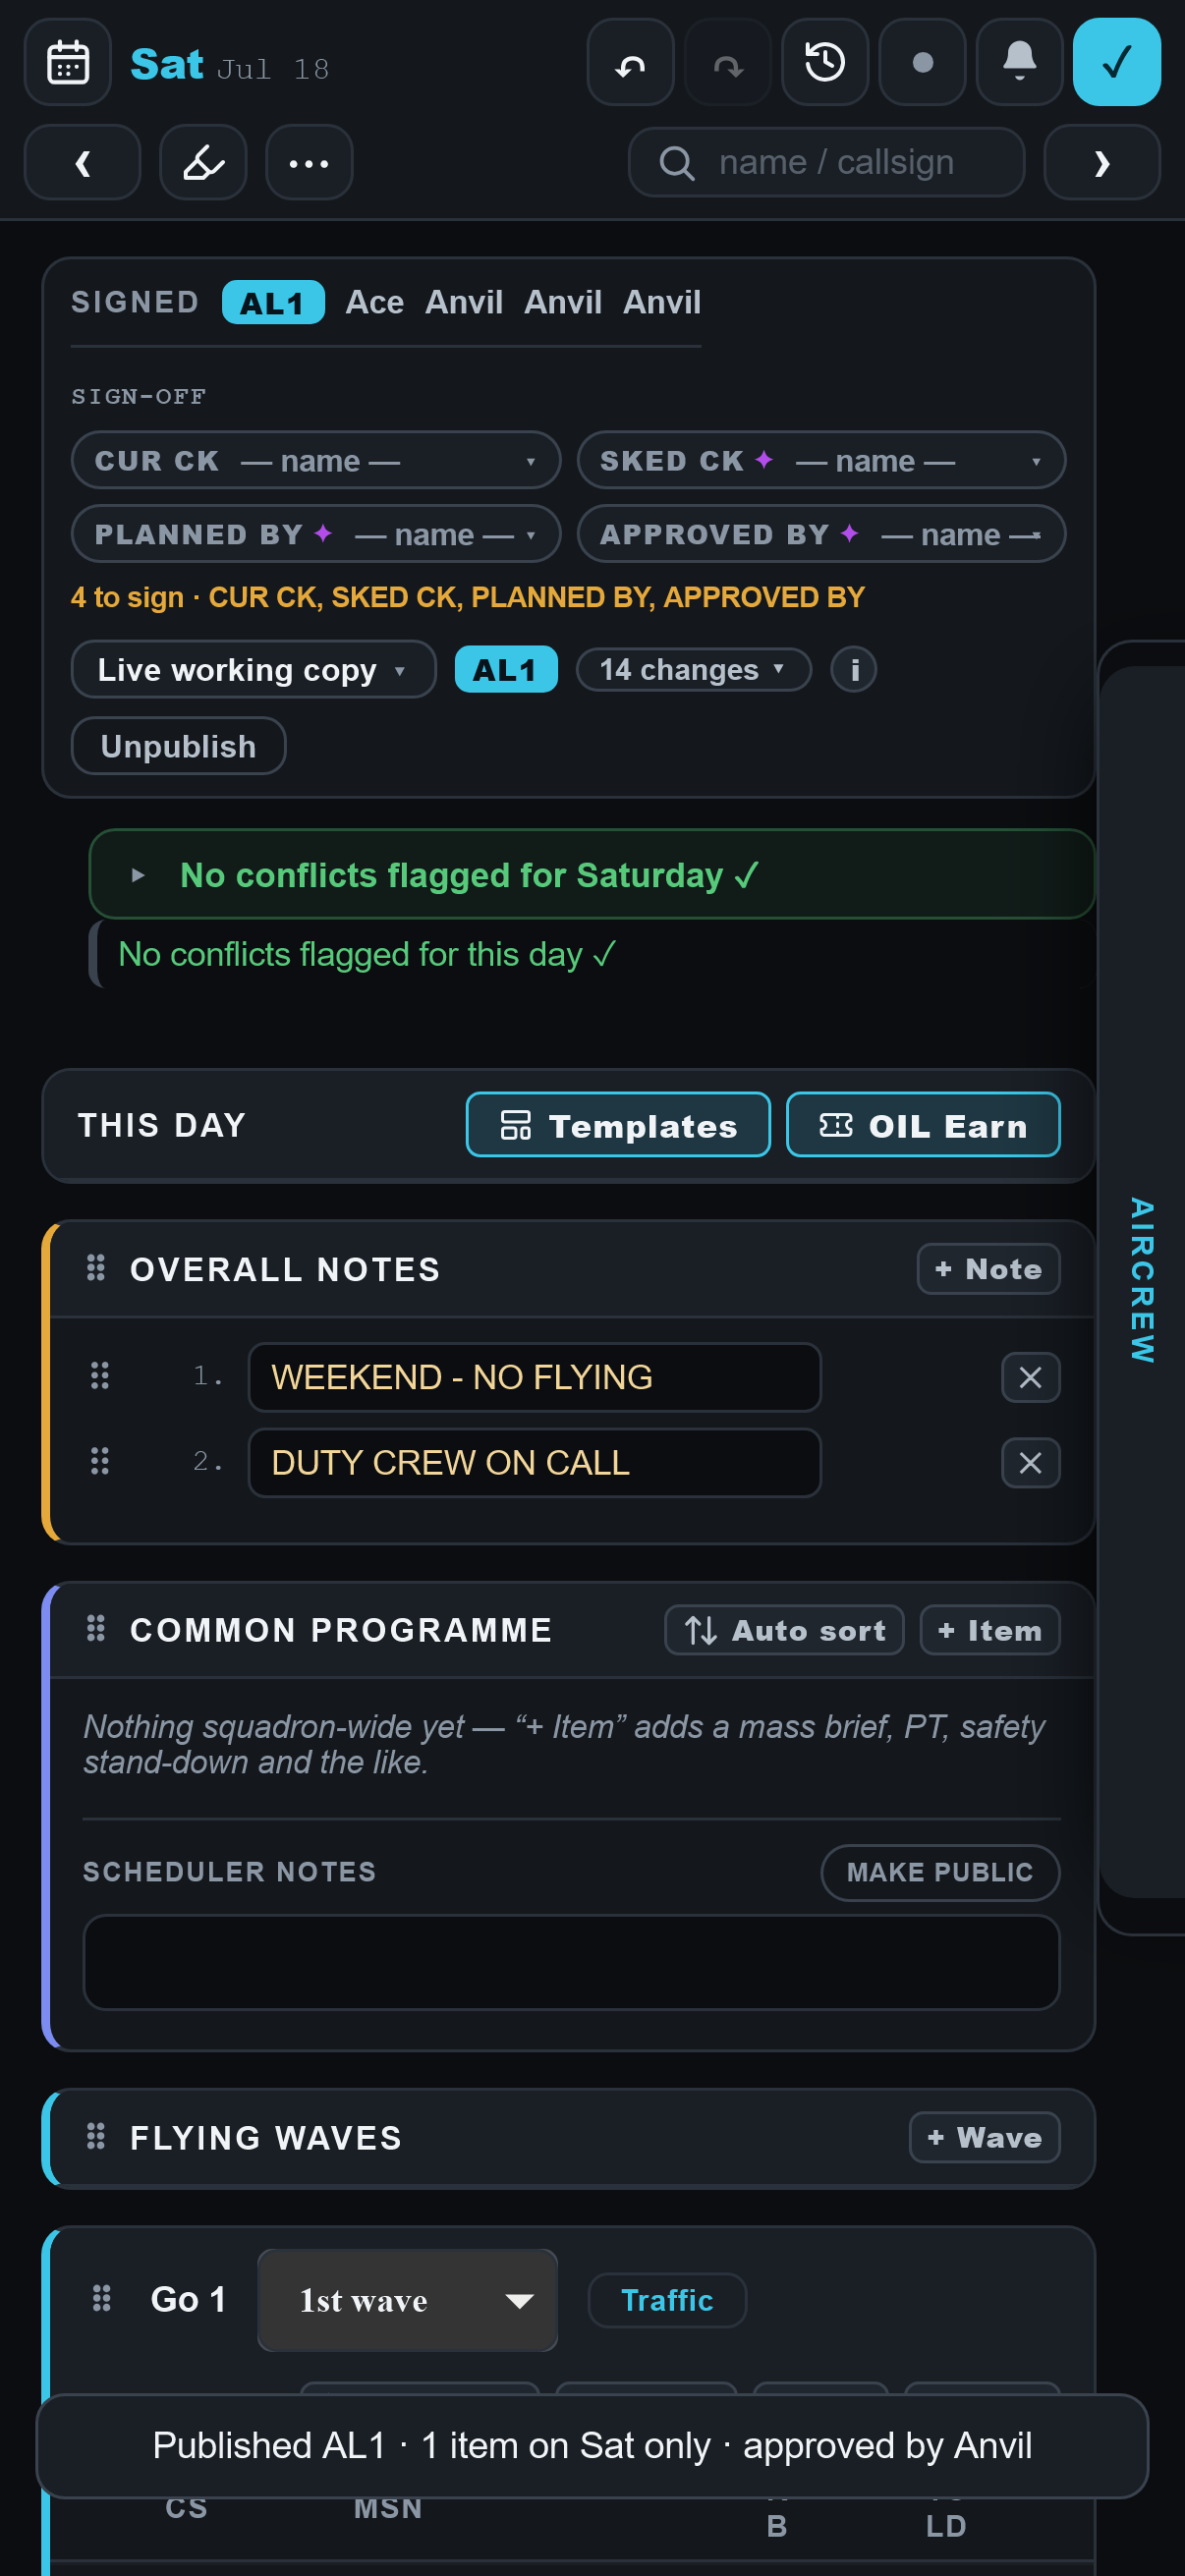 Sat Jul 18
name / callsign
SIGNED AL1 Ace Anvil Anvil Anvil
SIGN-OFF
CUR CK — name —
SKED CK ✦ — name —
PLANNED BY ✦ — name —
APPROVED BY ✦ — name —
4 to sign · CUR CK, SKED CK, PLANNED BY, APPROVED BY
Live working copy AL1 14 changes i
Unpublish
No conflicts flagged for Saturday ✓
No conflicts flagged for this day ✓
THIS DAY Templates OIL Earn
AIRCREW
OVERALL NOTES + Note
1. WEEKEND - NO FLYING
2. DUTY CREW ON CALL
COMMON PROGRAMME Auto sort + Item
Nothing squadron-wide yet — “+ Item” adds a mass brief, PT, safety
stand-down and the like.
SCHEDULER NOTES MAKE PUBLIC
FLYING WAVES + Wave
Go 1 1st wave Traffic
Published AL1 · 1 item on Sat only · approved by Anvil
CS MSN
B LD